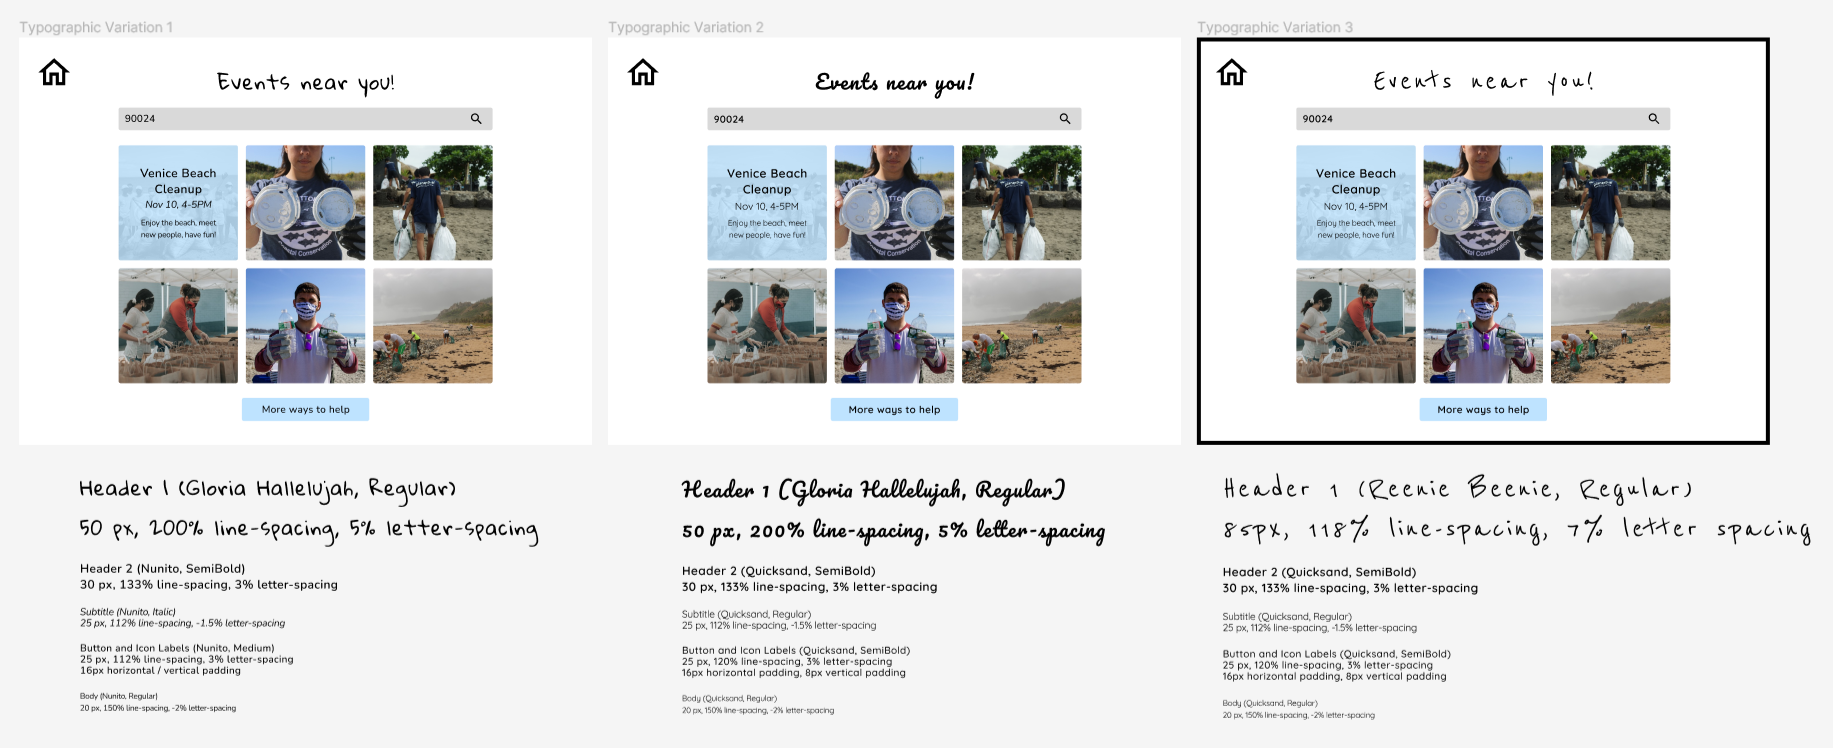 Typographic Variation 1
Events near you!
90024
Venice Beach
Cleanup
Nov 10, 4-5PM
Enjoy the beach, meet
new people, have fun!
More ways to help
Header 1 (Gloria Hallelujah, Regular)
50 px, 200% line-spacing, 5% letter-spacing
Header 2 (Nunito, SemiBold)
30 px, 133% line-spacing, 3% letter-spacing
Subtitle (Nunito, Italic)
25 px, 112% line-spacing, -1.5% letter-spacing
Button and Icon Labels (Nunito, Medium)
25 px, 112% line-spacing, 3% letter-spacing
16px horizontal / vertical padding
Body (Nunito, Regular)
20 px, 150% line-spacing, -2% letter-spacing
Typographic Variation 2
Events near you!
90024
Venice Beach
Cleanup
Nov 10, 4-5PM
Enjoy the beach, meet
new people, have fun!
More ways to help
Header 1 (Gloria Hallelujah, Regular)
50 px, 200% line-spacing, 5% letter-spacing
Header 2 (Quicksand, SemiBold)
30 px, 133% line-spacing, 3% letter-spacing
Subtitle (Quicksand, Regular)
25 px, 112% line-spacing, -1.5% letter-spacing
Button and Icon Labels (Quicksand, SemiBold)
25 px, 120% line-spacing, 3% letter-spacing
16px horizontal padding, 8px vertical padding
Body (Quicksand, Regular)
20 px, 150% line-spacing, -2% letter-spacing
Typographic Variation 3
Events near you!
90024
Venice Beach
Cleanup
Nov 10, 4-5PM
Enjoy the beach, meet
new people, have fun!
More ways to help
Header 1 (Reenie Beenie, Regular)
85px, 118% line-spacing, 7% letter spacing
Header 2 (Quicksand, SemiBold)
30 px, 133% line-spacing, 3% letter-spacing
Subtitle (Quicksand, Regular)
25 px, 112% line-spacing, -1.5% letter-spacing
Button and Icon Labels (Quicksand, SemiBold)
25 px, 120% line-spacing, 3% letter-spacing
16px horizontal padding, 8px vertical padding
Body (Quicksand, Regular)
20 px, 150% line-spacing, -2% letter-spacing